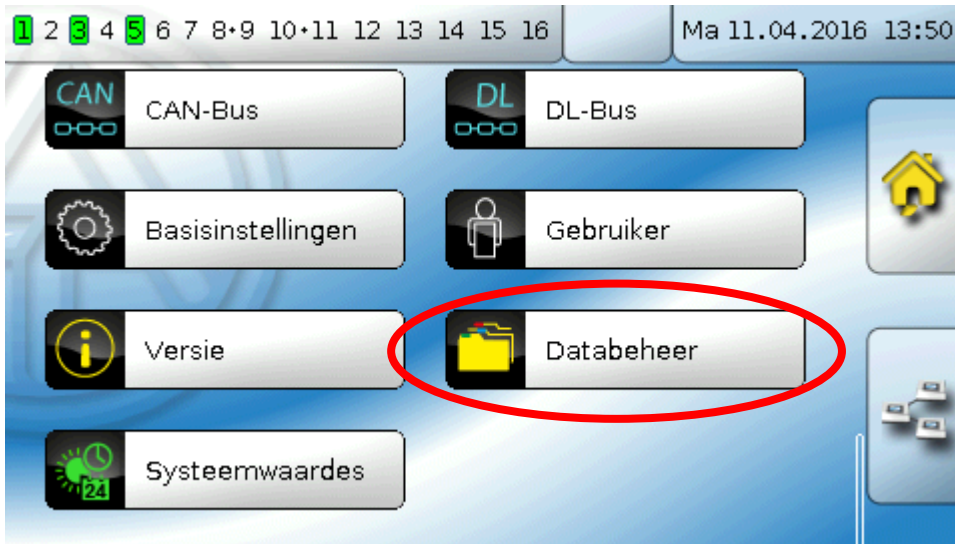 1 2 3 4 5 6 7 8•9 10•11 12 13 14 15 16 Ma 11.04.2016 13:50
CAN CAN-Bus DL DL-Bus
Basisinstellingen Gebruiker
Versie Databeheer
24 Systeemwaardes